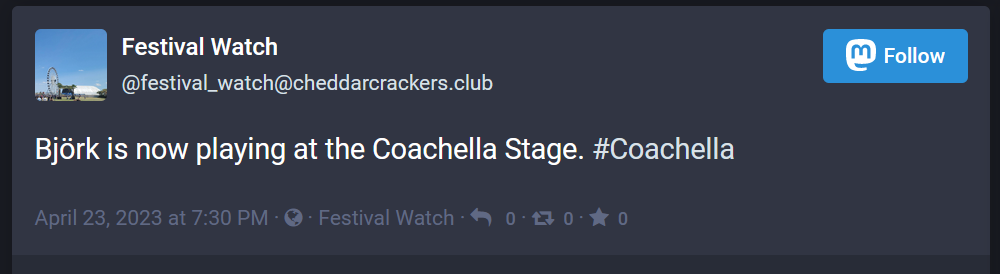 Festival Watch
@festival_watch@cheddarcrackers.club
Follow
Björk is now playing at the Coachella Stage. #Coachella
April 23, 2023 at 7:30 PM · · Festival Watch · 0 · 0 · 0